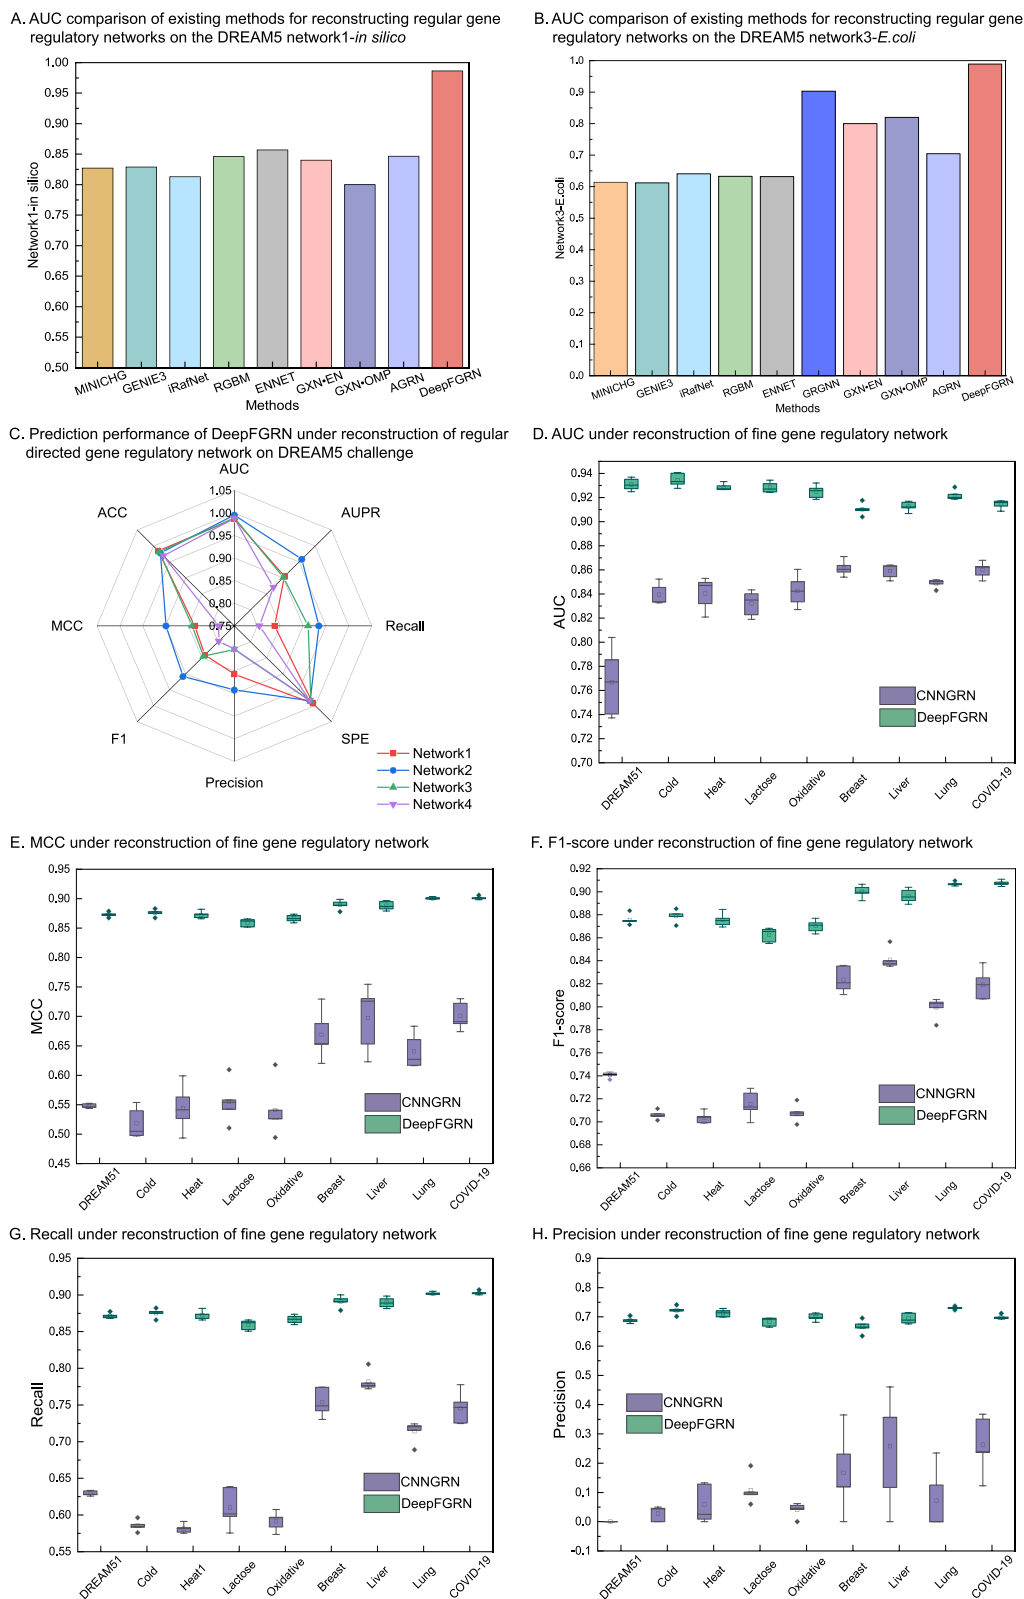 A. AUC comparison of existing methods for reconstructing regular gene
regulatory networks on the DREAM5 network1-in silico
1.00
0.95
0.90
0.85
0.80
0.75
0.70
0.65
0.60
0.55
0.50
Network1-in silico
MINICHG GENIE3 iRafNet RGBM ENNET GXN•EN GXN•OMP AGRN DeepFGRN
Methods
B. AUC comparison of existing methods for reconstructing regular gene
regulatory networks on the DREAM5 network3-E.coli
1.0
0.9
0.8
0.7
0.6
0.5
0.4
0.3
0.2
0.1
0.0
Network3-E.coli
MINICHG GENIE3 iRafNet RGBM ENNET GRGNN GXN•EN GXN•OMP AGRN DeepFGRN
Methods
C. Prediction performance of DeepFGRN under reconstruction of regular
directed gene regulatory network on DREAM5 challenge
AUC
AUPR
Recall
SPE
Precision
F1
MCC
ACC
1.05
1.00
0.95
0.90
0.85
0.80
0.75
Network1
Network2
Network3
Network4
D. AUC under reconstruction of fine gene regulatory network
0.94
0.92
0.90
0.88
0.86
0.84
0.82
0.80
0.78
0.76
0.74
0.72
0.70
AUC
CNNGRN
DeepFGRN
DREAM51 Cold Heat Lactose Oxidative Breast Liver Lung COVID-19
E. MCC under reconstruction of fine gene regulatory network
0.95
0.90
0.85
0.80
0.75
0.70
0.65
0.60
0.55
0.50
0.45
MCC
CNNGRN
DeepFGRN
DREAM51 Cold Heat Lactose Oxidative Breast Liver Lung COVID-19
F. F1-score under reconstruction of fine gene regulatory network
0.92
0.90
0.88
0.86
0.84
0.82
0.80
0.78
0.76
0.74
0.72
0.70
0.68
0.66
F1-score
CNNGRN
DeepFGRN
DREAM51 Cold Heat Lactose Oxidative Breast Liver Lung COVID-19
G. Recall under reconstruction of fine gene regulatory network
0.95
0.90
0.85
0.80
0.75
0.70
0.65
0.60
0.55
Recall
CNNGRN
DeepFGRN
DREAM51 Cold Heat1 Lactose Oxidative Breast Liver Lung COVID-19
H. Precision under reconstruction of fine gene regulatory network
0.9
0.8
0.7
0.6
0.5
0.4
0.3
0.2
0.1
0.0
-0.1
Precision
CNNGRN
DeepFGRN
DREAM51 Cold Heat Lactose Oxidative Breast Liver Lung COVID-19